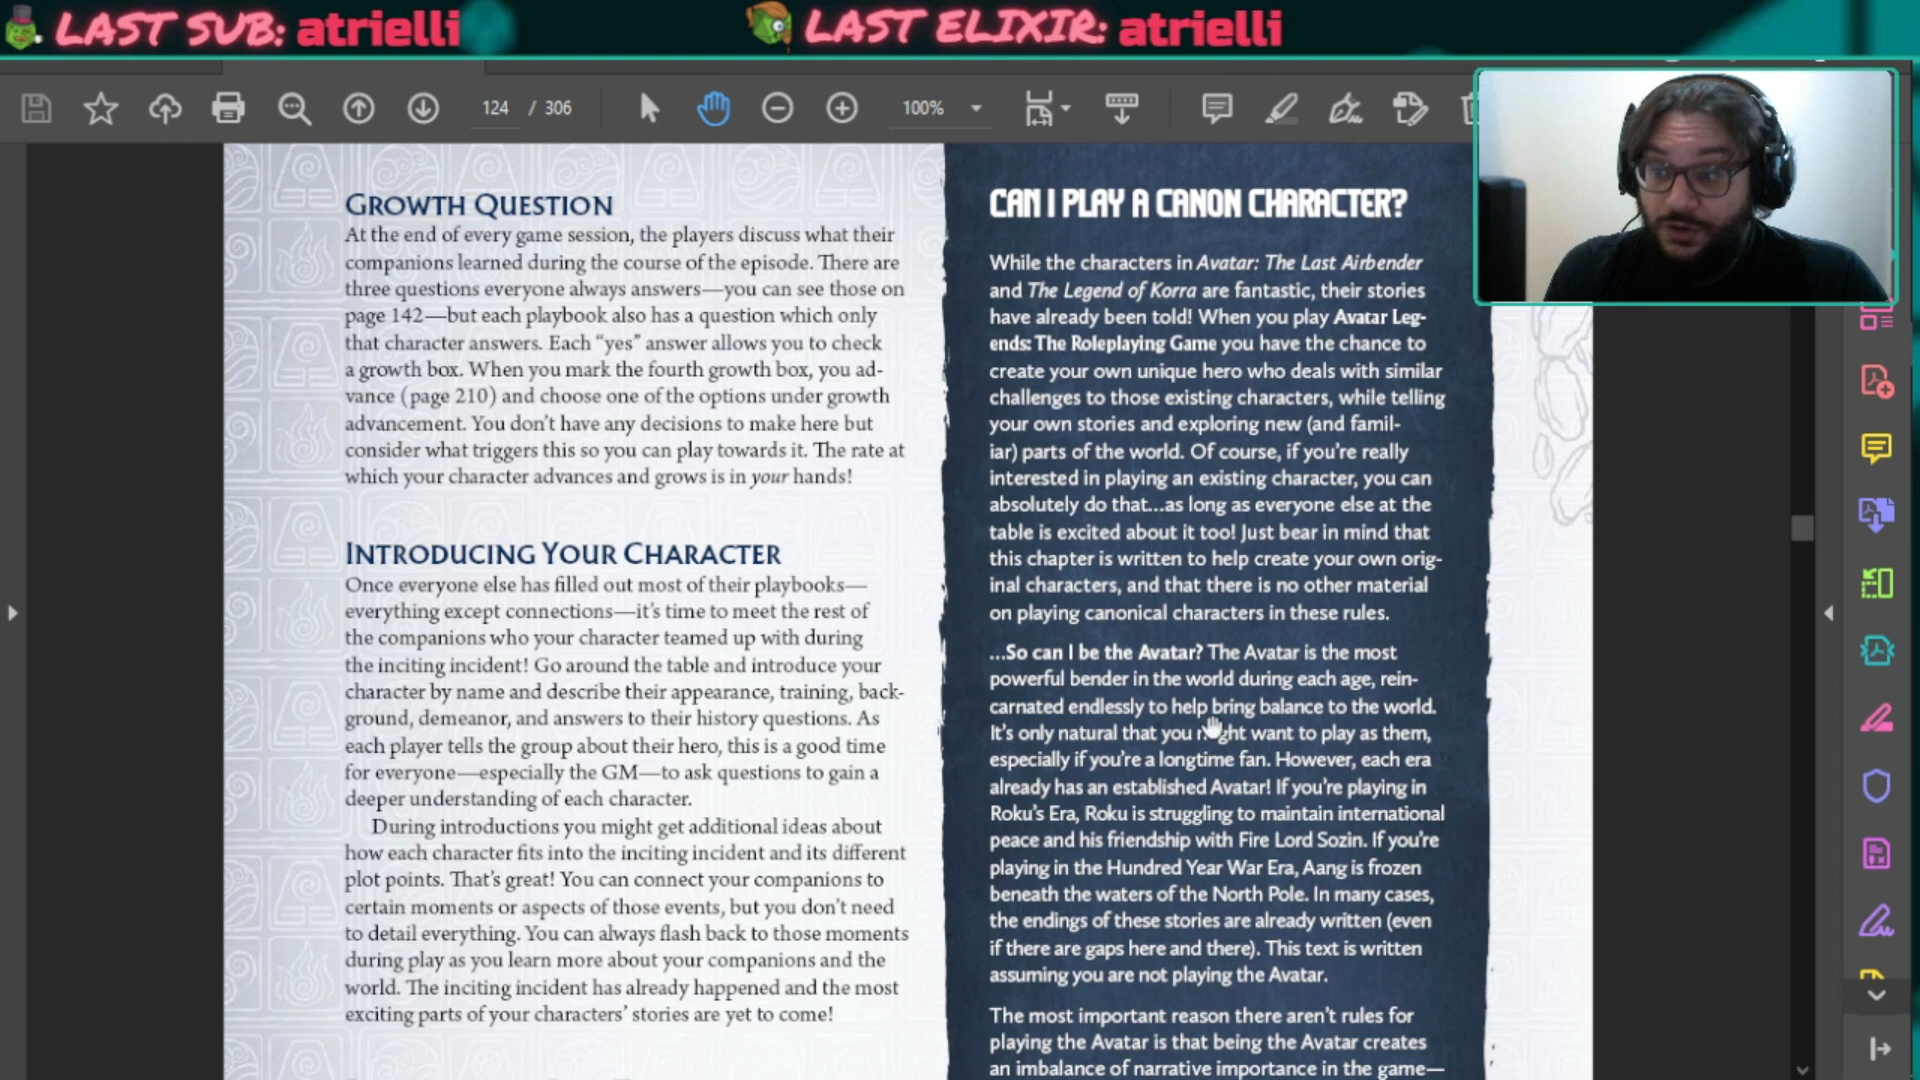 LAST SUB: atrielli
LAST ELIXIR: atrielli
124 / 306
100%
GROWTH QUESTION
At the end of every game session, the players discuss what their
companions learned during the course of the episode. There are
three questions everyone always answers—you can see those on
page 142—but each playbook also has a question which only
that character answers. Each “yes” answer allows you to check
a growth box. When you mark the fourth growth box, you ad-
vance (page 210) and choose one of the options under growth
advancement. You don’t have any decisions to make here but
consider what triggers this so you can play towards it. The rate at
which your character advances and grows is in your hands!
INTRODUCING YOUR CHARACTER
Once everyone else has filled out most of their playbooks—
everything except connections—it’s time to meet the rest of
the companions who your character teamed up with during
the inciting incident! Go around the table and introduce your
character by name and describe their appearance, training, back-
ground, demeanor, and answers to their history questions. As
each player tells the group about their hero, this is a good time
for everyone—especially the GM—to ask questions to gain a
deeper understanding of each character.
During introductions you might get additional ideas about
how each character fits into the inciting incident and its different
plot points. That’s great! You can connect your companions to
certain moments or aspects of those events, but you don’t need
to detail everything. You can always flash back to those moments
during play as you learn more about your companions and the
world. The inciting incident has already happened and the most
exciting parts of your characters’ stories are yet to come!
CAN I PLAY A CANON CHARACTER?
While the characters in Avatar: The Last Airbender
and The Legend of Korra are fantastic, their stories
have already been told! When you play Avatar Leg-
ends: The Roleplaying Game you have the chance to
create your own unique hero who deals with similar
challenges to those existing characters, while telling
your own stories and exploring new (and famil-
iar) parts of the world. Of course, if you’re really
interested in playing an existing character, you can
absolutely do that...as long as everyone else at the
table is excited about it too! Just bear in mind that
this chapter is written to help create your own orig-
inal characters, and that there is no other material
on playing canonical characters in these rules.
...So can I be the Avatar? The Avatar is the most
powerful bender in the world during each age, rein-
carnated endlessly to help bring balance to the world.
It’s only natural that you might want to play as them,
especially if you’re a longtime fan. However, each era
already has an established Avatar! If you’re playing in
Roku’s Era, Roku is struggling to maintain international
peace and his friendship with Fire Lord Sozin. If you’re
playing in the Hundred Year War Era, Aang is frozen
beneath the waters of the North Pole. In many cases,
the endings of these stories are already written (even
if there are gaps here and there). This text is written
assuming you are not playing the Avatar.
The most important reason there aren’t rules for
playing the Avatar is that being the Avatar creates
an imbalance of narrative importance in the game—